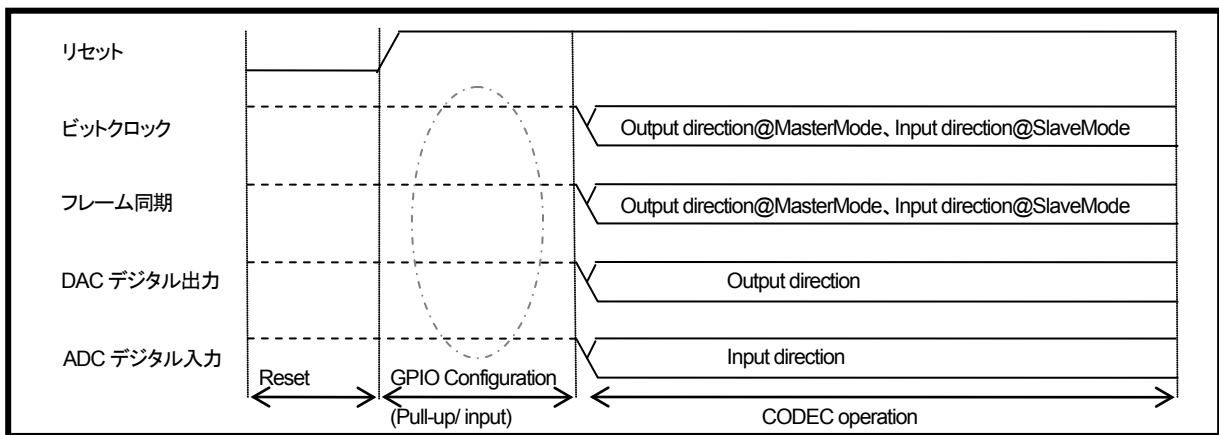 リセット
ビットクロック
Output direction@MasterMode、Input direction@SlaveMode
フレーム同期
Output direction@MasterMode、Input direction@SlaveMode
DAC デジタル出力
Output direction
ADC デジタル入力
Input direction
Reset
GPIO Configuration
(Pull-up/ input)
CODEC operation